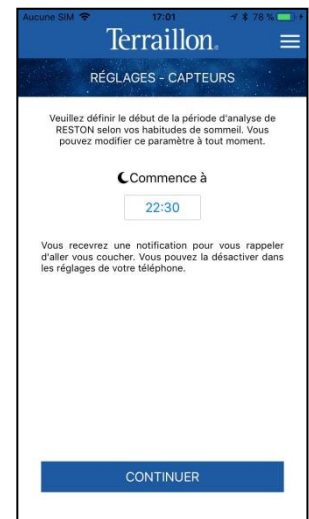 Aucune SIM 17:01 78 %
Terraillon®
RÉGLAGES - CAPTEURS
Veuillez définir le début de la période d'analyse de
RESTON selon vos habitudes de sommeil. Vous
pouvez modifier ce paramètre à tout moment.
Commence à
22:30
Vous recevrez une notification pour vous rappeler
d'aller vous coucher. Vous pouvez la désactiver dans
les réglages de votre téléphone.
CONTINUER